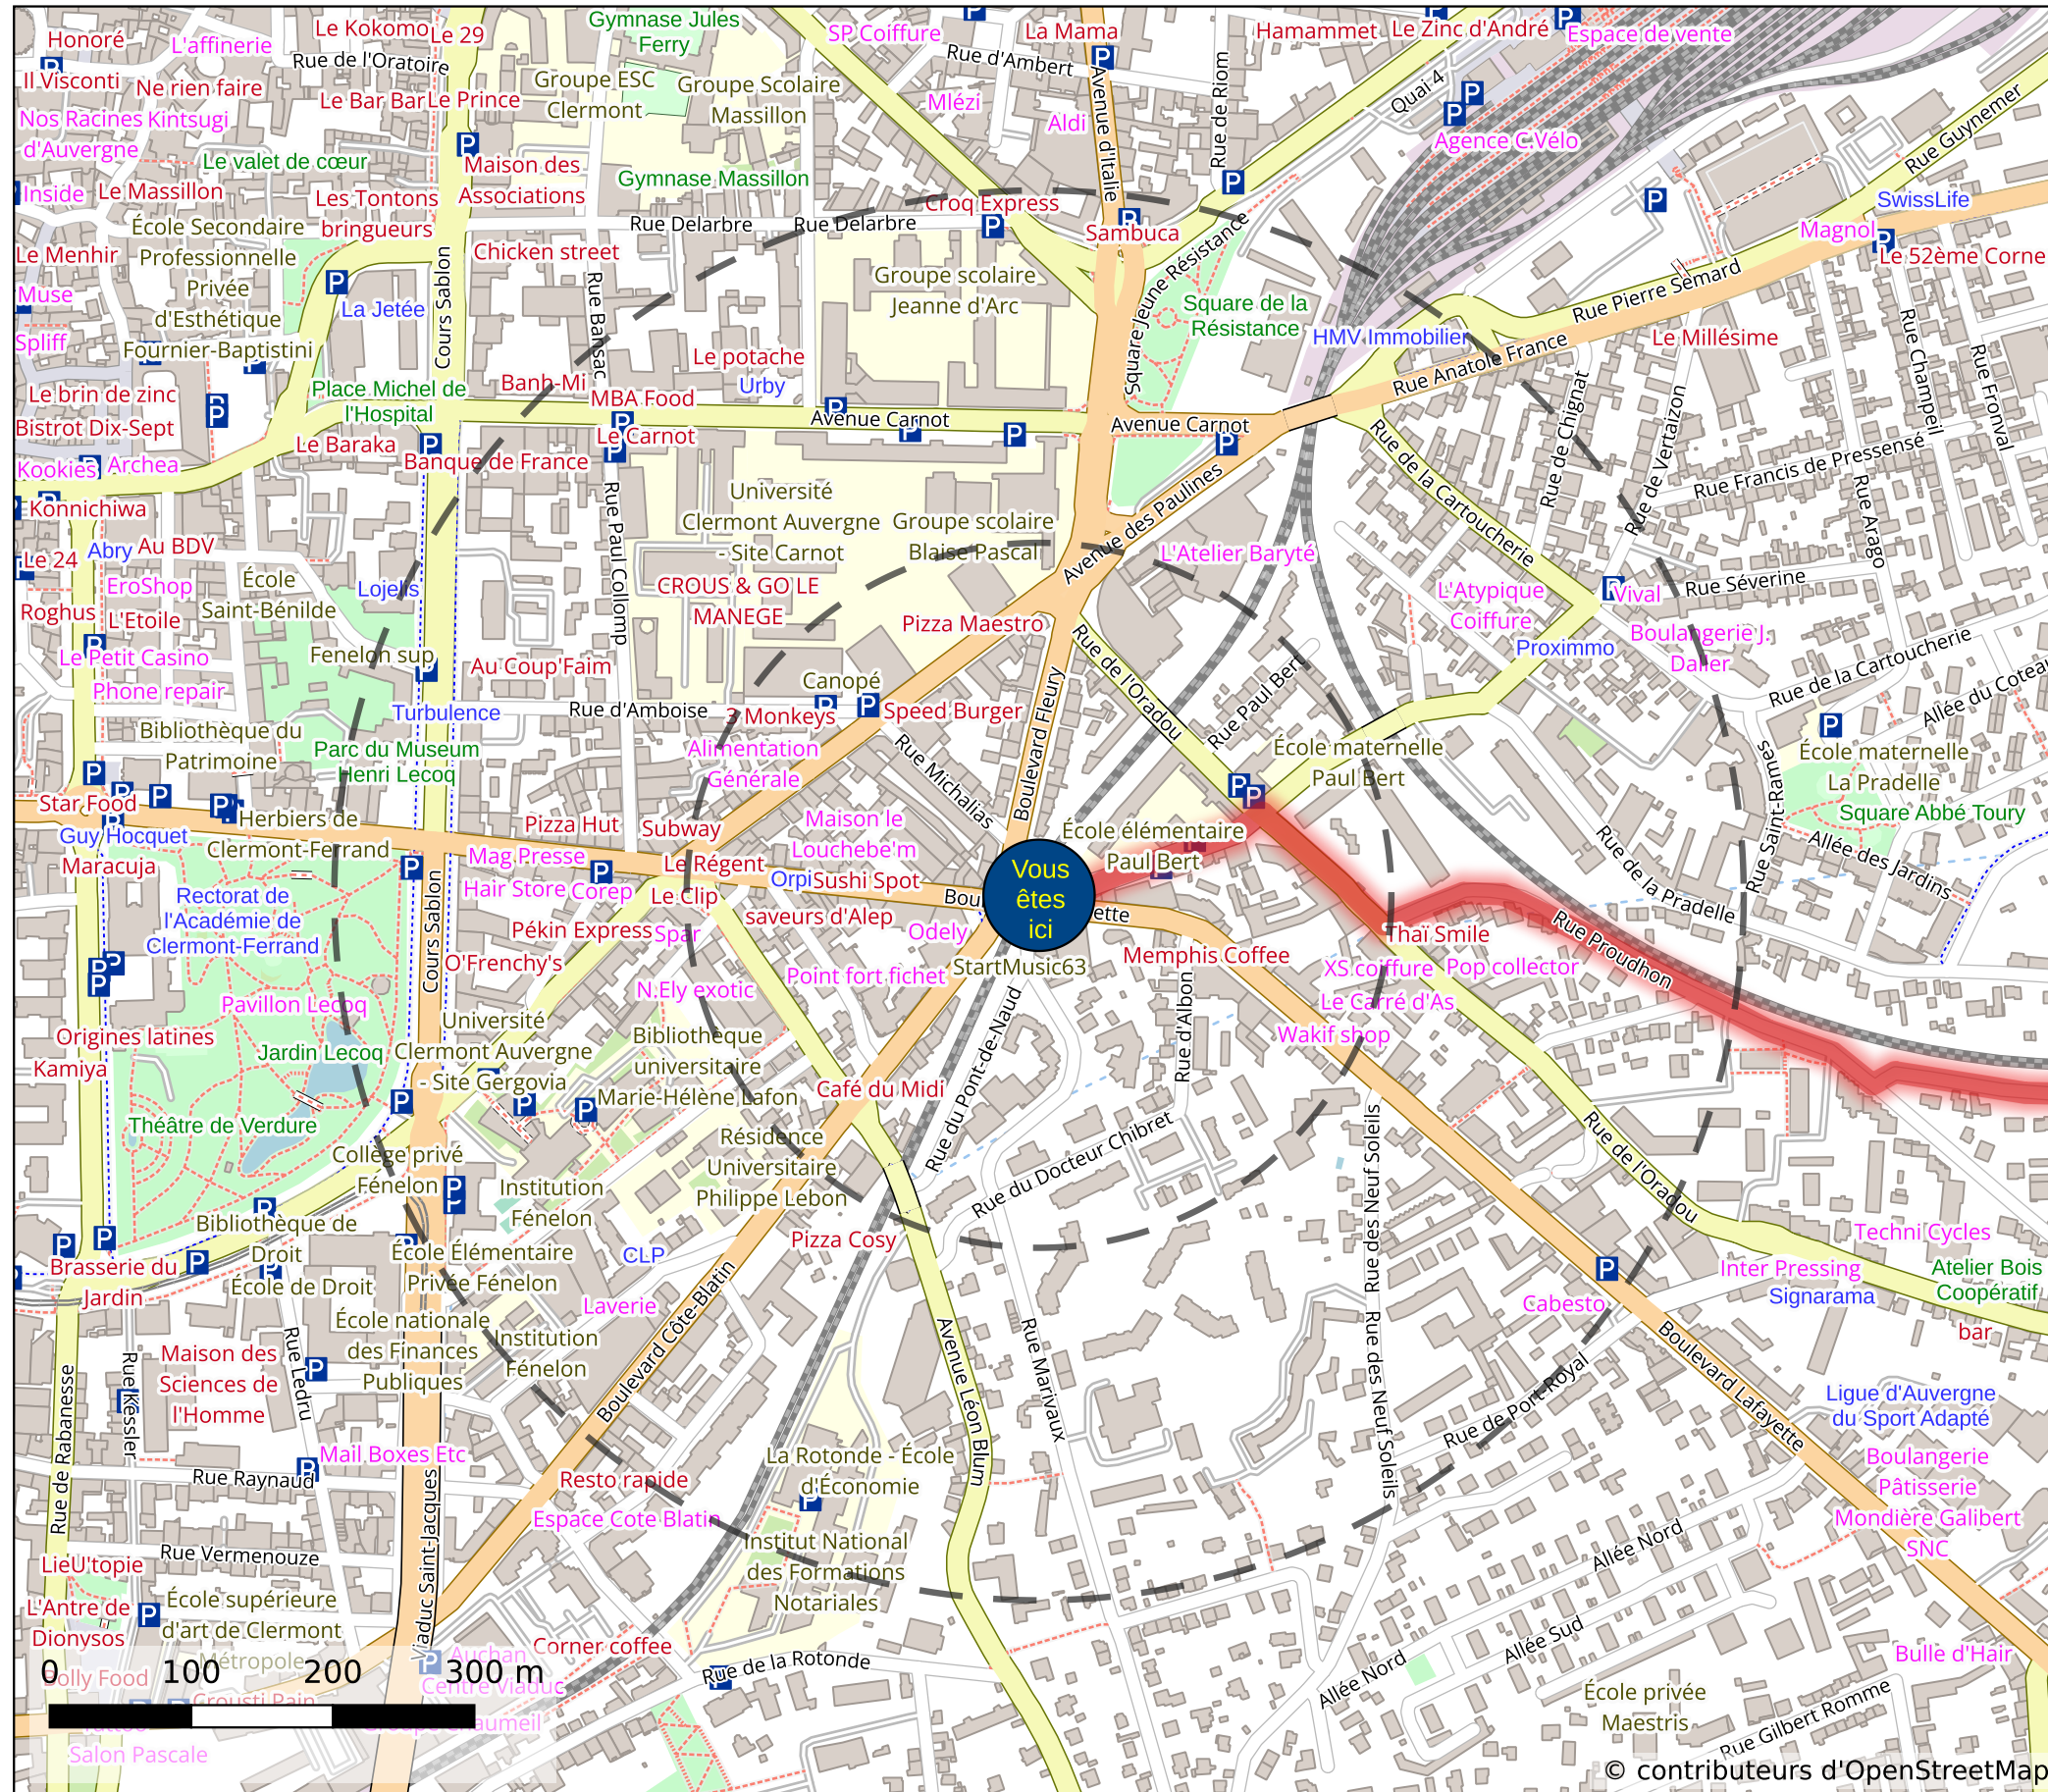 Honoré
L'affinerie
Le Kokomo
Le 29
Gymnase Jules
Ferry
SP Coiffure
La Mama
Hamammet
Le Zinc d'André
Espace de vente
Rue de l'Oratoire
Rue d'Ambert
Il Visconti
Ne rien faire
Le Bar Bar
Le Prince
Groupe ESC
Clermont
Groupe Scolaire
Massillon
Mlézi
Aldi
Avenue d'Italie
Rue de Riom
Quai 4
Agence C.Vélo
Rue Guynemer
Nos Racines
d'Auvergne
Kintsugi
Le valet de cœur
Maison des
Associations
Gymnase Massillon
Inside
Le Massillon
Les Tontons
bringueurs
Croq Express
Sambuca
SwissLife
Magnol
Le 52ème Corne
École Secondaire
Professionnelle
Privée
d'Esthétique
Fournier-Baptistini
Rue Delarbre
Rue Delarbre
Le Menhir
Chicken street
Cours Sablon
Rue Bansac
Groupe scolaire
Jeanne d'Arc
Square Jeune Résistance
Square de la
Résistance
Rue Pierre Semard
Muse
La Jetée
Spliff
HMV Immobilier
Le Millésime
Rue Anatole France
Le potache
Urby
Banh-Mi
MBA Food
Le brin de zinc
Place Michel de
l'Hospital
Avenue Carnot
Avenue Carnot
Rue Champeil
Rue Fronval
Rue de Chignat
Rue de Vertaizon
Bistrot Dix-Sept
Le Baraka
Le Carnot
Banque de France
Kookies
Archea
Rue de la Cartoucherie
Rue Francis de Pressensé
Konnichiwa
Université
Clermont Auvergne
- Site Carnot
Groupe scolaire
Blaise Pascal
Avenue des Paulines
L'Atelier Baryté
Rue Arago
Rue Paul Collomp
Le 24
Abry
Au BDV
EroShop
École
Saint-Bénilde
Lojelis
CROUS & GO LE
MANEGE
L'Atypique
Coiffure
Vival
Rue Séverine
Roghus
L'Etoile
Pizza Maestro
Boulangerie J.
Daller
Proximmo
Le Petit Casino
Fenelon sup
Au Coup'Faim
Rue de l'Oradou
Rue Paul Bert
Rue de la Cartoucherie
Allée du Coteau
Phone repair
Canopé
Turbulence
Rue d'Amboise
3 Monkeys
Speed Burger
Boulevard Fleury
Bibliothèque du
Patrimoine
Parc du Museum
Henri Lecoq
Alimentation
Générale
Rue Michalias
École maternelle
Paul Bert
École maternelle
La Pradelle
Rue Saint-Rames
Star Food
Guy Hocquet
Herbiers de
Clermont-Ferrand
Pizza Hut
Subway
Maison le
Louchebe'm
École élémentaire
Paul Bert
Square Abbé Toury
Allée des Jardins
Rue de la Pradelle
Maracuja
Mag Presse
Le Régent
Orpi
Sushi Spot
Vous
êtes
ici
Hair Store
Corep
Le Clip
saveurs d'Alep
Rectorat de
l'Académie de
Clermont-Ferrand
Pékin Express
Spar
Odely
Thaï Smile
Rue Proudhon
Cours Sablon
O'Frenchy's
StartMusic63
Memphis Coffee
XS coiffure
Pop collector
N.Ely exotic
Point fort fichet
Pavillon Lecoq
Le Carré d'As
Wakif shop
Rue d'Albon
Rue du Pont-de-Naud
Origines latines
Jardin Lecoq
Université
Clermont Auvergne
- Site Gergovia
Bibliothèque
universitaire
Marie-Hélène Lafon
Kamiya
Café du Midi
Théâtre de Verdure
Résidence
Universitaire
Philippe Lebon
Rue du Docteur Chibret
Rue des Neuf Soleils
Rue de l'Oradou
Collège privé
Fénelon
Institution
Fénelon
Bibliothèque de
Droit
École de Droit
École Élémentaire
Privée Fénelon
CLP
Pizza Cosy
Techni Cycles
Brasserie du
Jardin
Inter Pressing
Signarama
Atelier Bois
Coopératif
Cabesto
bar
Laverie
École nationale
des Finances
Publiques
Institution
Fénelon
Boulevard Côte-Blatin
Avenue Léon Blum
Rue Marivaux
Rue des Neuf Soleils
Rue de Port Royal
Boulevard Lafayette
Maison des
Sciences de
l'Homme
Rue Ledru
Rue Kessler
Rue de Rabanesse
Ligue d'Auvergne
du Sport Adapté
Mail Boxes Etc
Rue Raynaud
Resto rapide
La Rotonde - École
d'Économie
Boulangerie
Pâtisserie
Mondière Galibert
SNC
Espace Cote Blatin
Institut National
des Formations
Notariales
Rue Vermenouze
LieU'topie
Viaduc Saint-Jacques
Allée Nord
Allée Sud
L'Antre de
Dionysos
École supérieure
d'art de Clermont
Métropole
Corner coffee
Auchan
Centre Viaduc
Rue de la Rotonde
Allée Nord
Bulle d'Hair
École privée
Maestris
Rue Gilbert Romme
0 100 200 300 m
Crousti Pain
Salon Pascale
© contributeurs d'OpenStreetMap